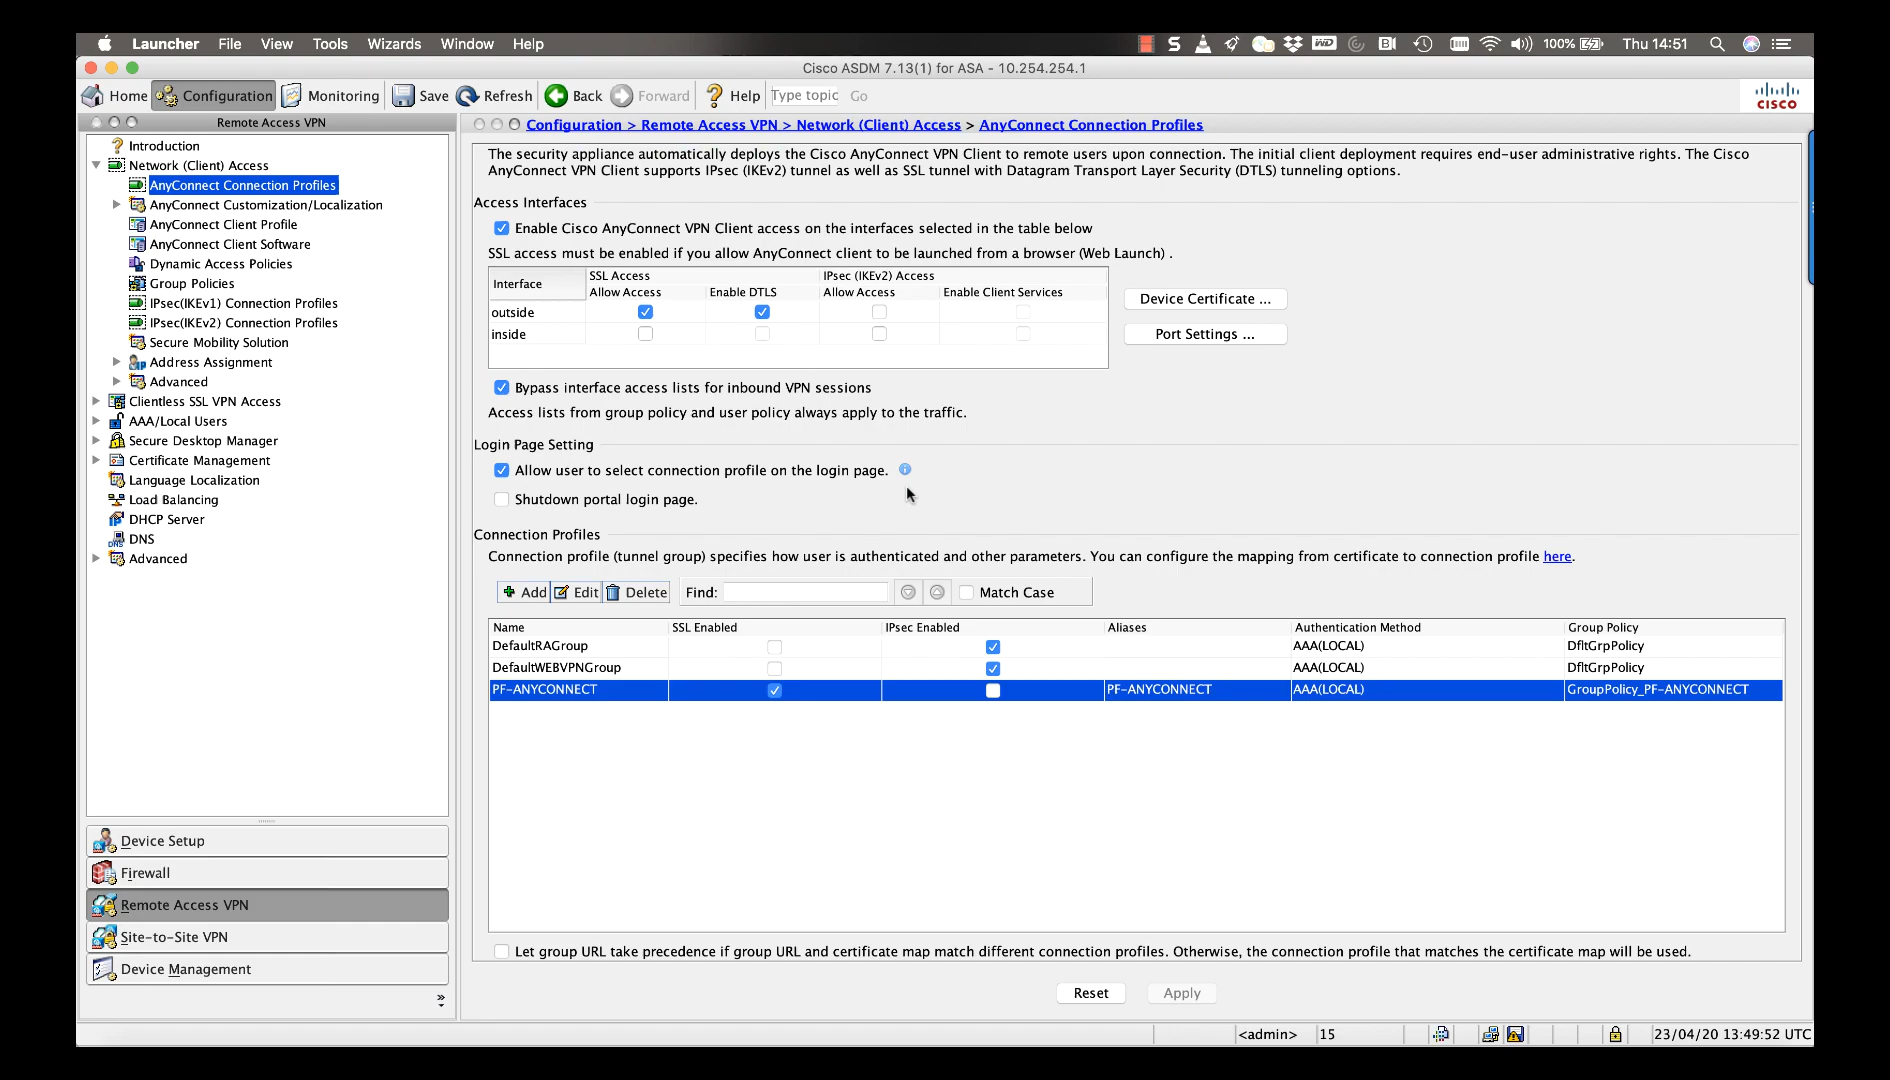 Launcher File View Tools Wizards Window Help 100% Thu 14:51
Cisco ASDM 7.13(1) for ASA - 10.254.254.1
Home Configuration Monitoring Save Refresh Back Forward Help Type topic Go
CISCO
Remote Access VPN
Introduction
Network (Client) Access
AnyConnect Connection Profiles
AnyConnect Customization/Localization
AnyConnect Client Profile
AnyConnect Client Software
Dynamic Access Policies
Group Policies
IPsec(IKEv1) Connection Profiles
IPsec(IKEv2) Connection Profiles
Secure Mobility Solution
Address Assignment
Advanced
Clientless SSL VPN Access
AAA/Local Users
Secure Desktop Manager
Certificate Management
Language Localization
Load Balancing
DHCP Server
DNS
Advanced
Device Setup
Firewall
Remote Access VPN
Site-to-Site VPN
Device Management
Configuration > Remote Access VPN > Network (Client) Access > AnyConnect Connection Profiles
The security appliance automatically deploys the Cisco AnyConnect VPN Client to remote users upon connection. The initial client deployment requires end-user administrative rights. The Cisco
AnyConnect VPN Client supports IPsec (IKEv2) tunnel as well as SSL tunnel with Datagram Transport Layer Security (DTLS) tunneling options.
Access Interfaces
Enable Cisco AnyConnect VPN Client access on the interfaces selected in the table below
SSL access must be enabled if you allow AnyConnect client to be launched from a browser (Web Launch) .
Interface SSL Access IPsec (IKEv2) Access
Allow Access Enable DTLS Allow Access Enable Client Services
outside
inside
Device Certificate ...
Port Settings ...
Bypass interface access lists for inbound VPN sessions
Access lists from group policy and user policy always apply to the traffic.
Login Page Setting
Allow user to select connection profile on the login page.
Shutdown portal login page.
Connection Profiles
Connection profile (tunnel group) specifies how user is authenticated and other parameters. You can configure the mapping from certificate to connection profile here.
Add Edit Delete Find: Match Case
Name SSL Enabled IPsec Enabled Aliases Authentication Method Group Policy
DefaultRAGroup AAA(LOCAL) DfltGrpPolicy
DefaultWEBVPNGroup AAA(LOCAL) DfltGrpPolicy
PF-ANYCONNECT PF-ANYCONNECT AAA(LOCAL) GroupPolicy_PF-ANYCONNECT
Let group URL take precedence if group URL and certificate map match different connection profiles. Otherwise, the connection profile that matches the certificate map will be used.
Reset Apply
<admin> 15 23/04/20 13:49:52 UTC